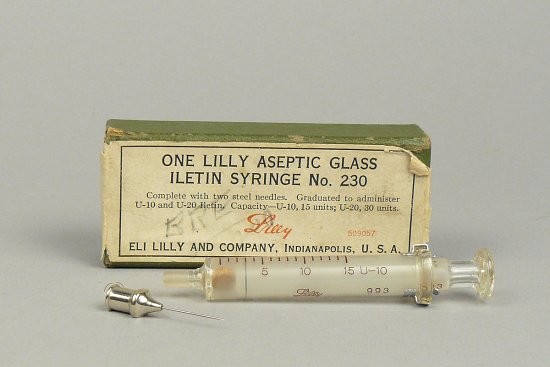 ONE LILLY ASEPTIC GLASS
ILETIN SYRINGE No. 230
Complete with two steel needles. Graduated to administer
U-10 and U-20 Iletin. Capacity—U-10, 15 units; U-20, 30 units.
Lilly
509057
ELI LILLY AND COMPANY, INDIANAPOLIS, U. S. A.
5 10 15 U-10
Lilly 993